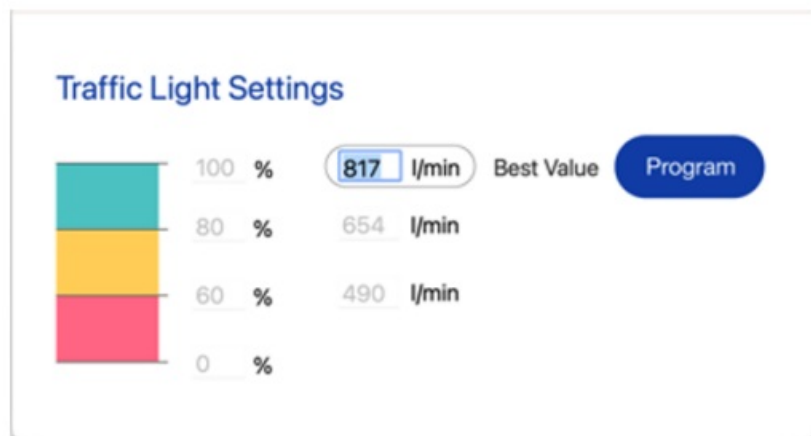 Traffic Light Settings
100 % 817 l/min Best Value Program
80 % 654 l/min
60 % 490 l/min
0 %